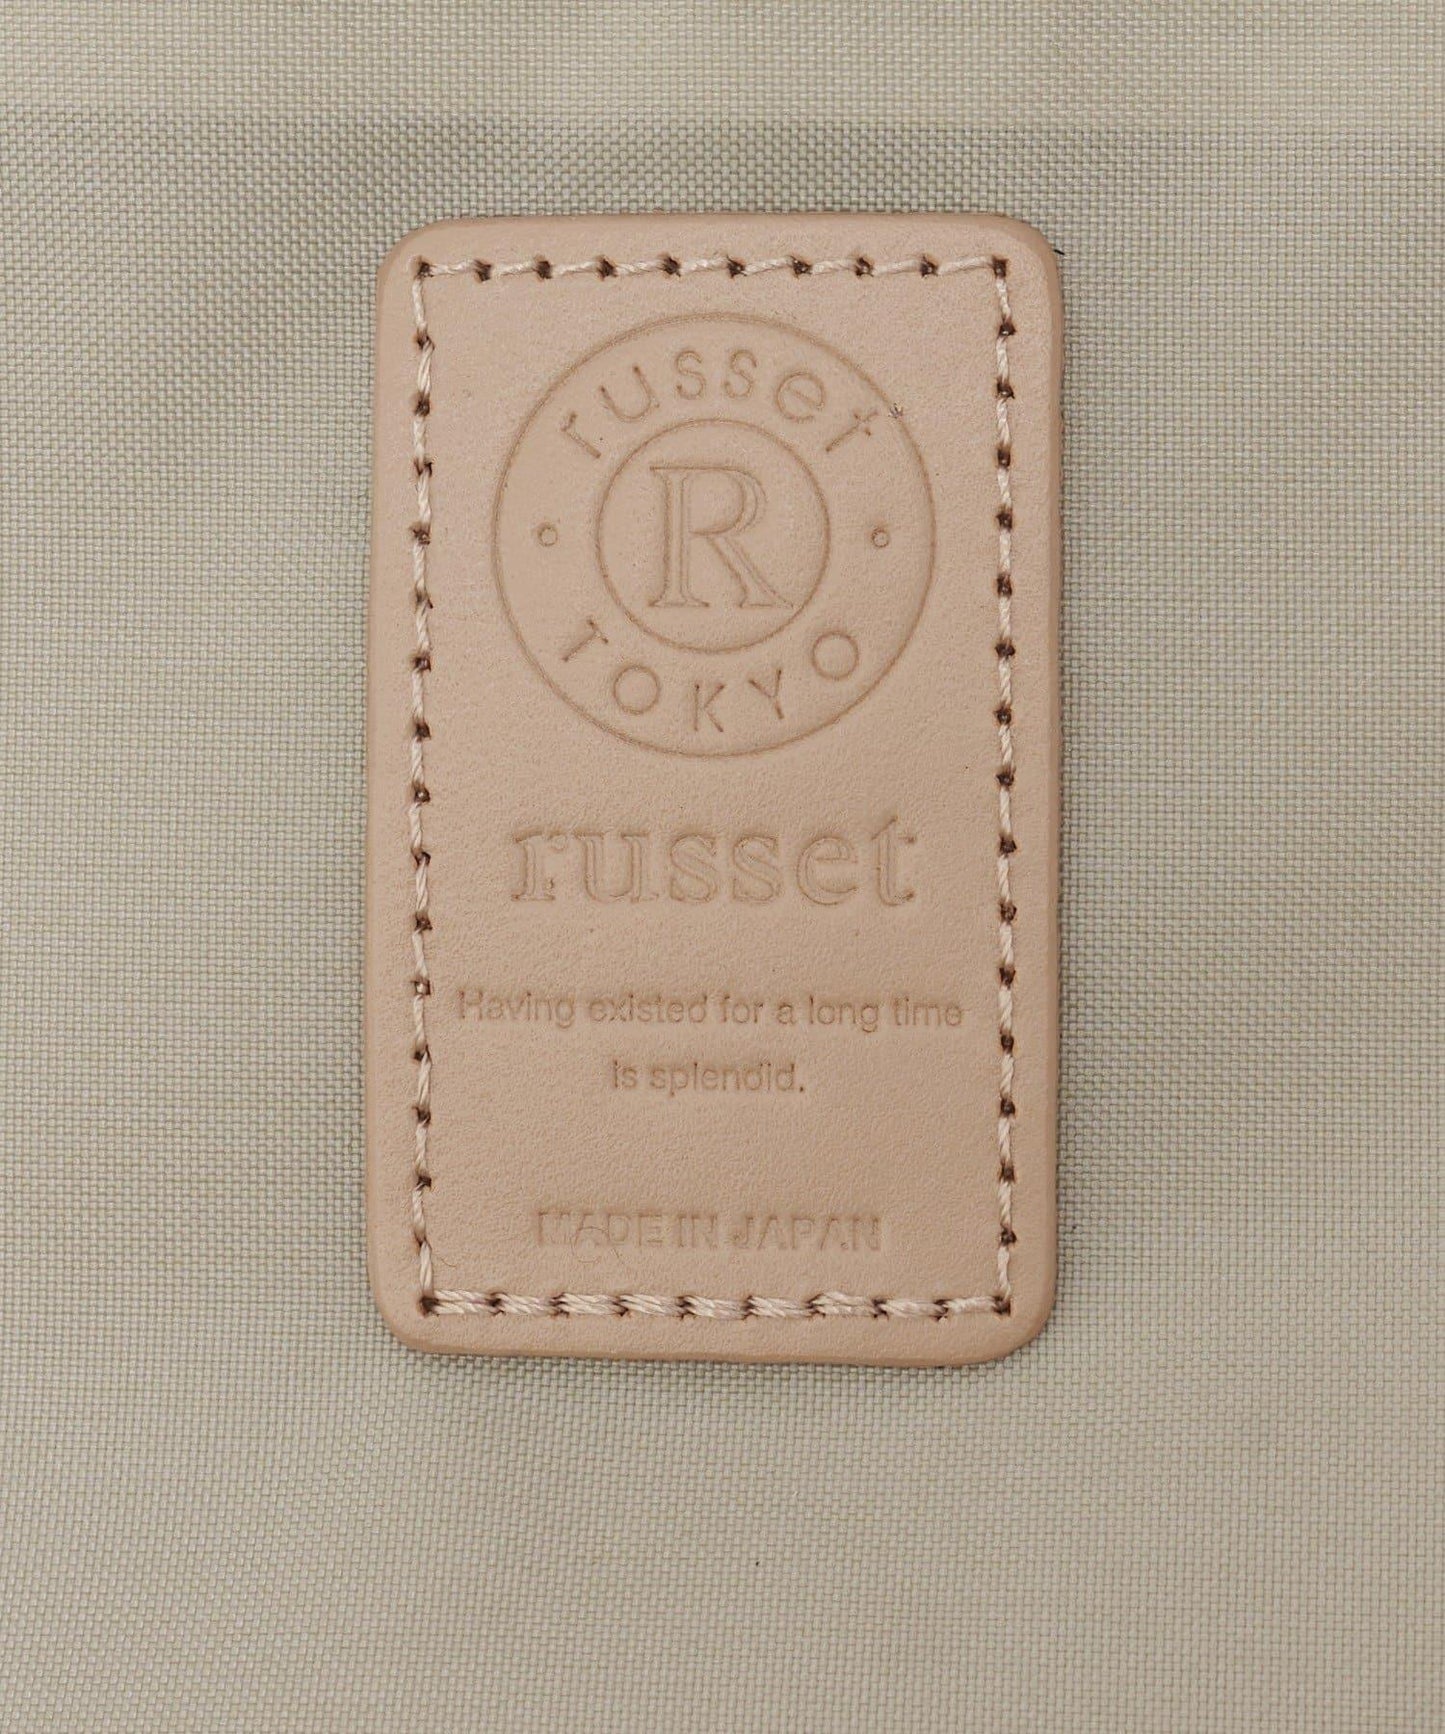 russet
R
TOKYO
russet
Having existed for a long time
is splendid.
MADE IN JAPAN